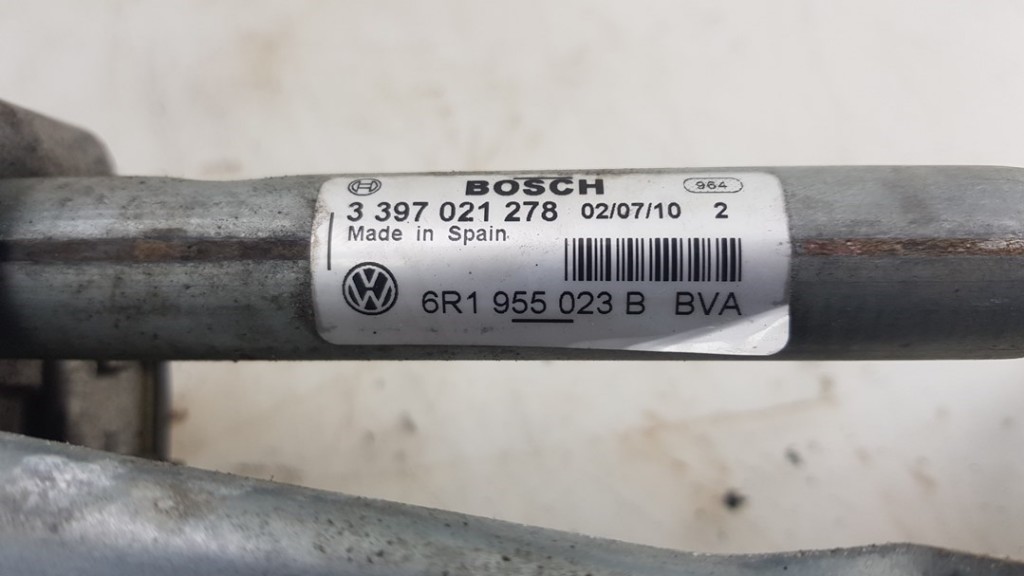 BOSCH 964
3 397 021 278 02/07/10 2
Made in Spain
6R1 955 023 B BVA